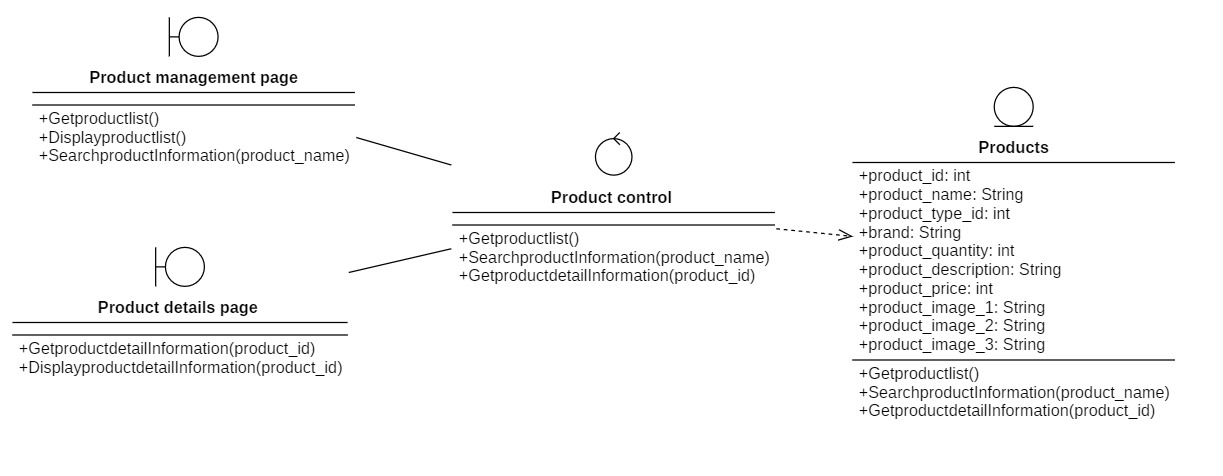 Product management page
+Getproductlist()
+Displayproductlist()
+SearchproductInformation(product_name)
Product details page
+GetproductdetailInformation(product_id)
+DisplayproductdetailInformation(product_id)
Product control
+Getproductlist()
+SearchproductInformation(product_name)
+GetproductdetailInformation(product_id)
Products
+product_id: int
+product_name: String
+product_type_id: int
+brand: String
+product_quantity: int
+product_description: String
+product_price: int
+product_image_1: String
+product_image_2: String
+product_image_3: String
+Getproductlist()
+SearchproductInformation(product_name)
+GetproductdetailInformation(product_id)